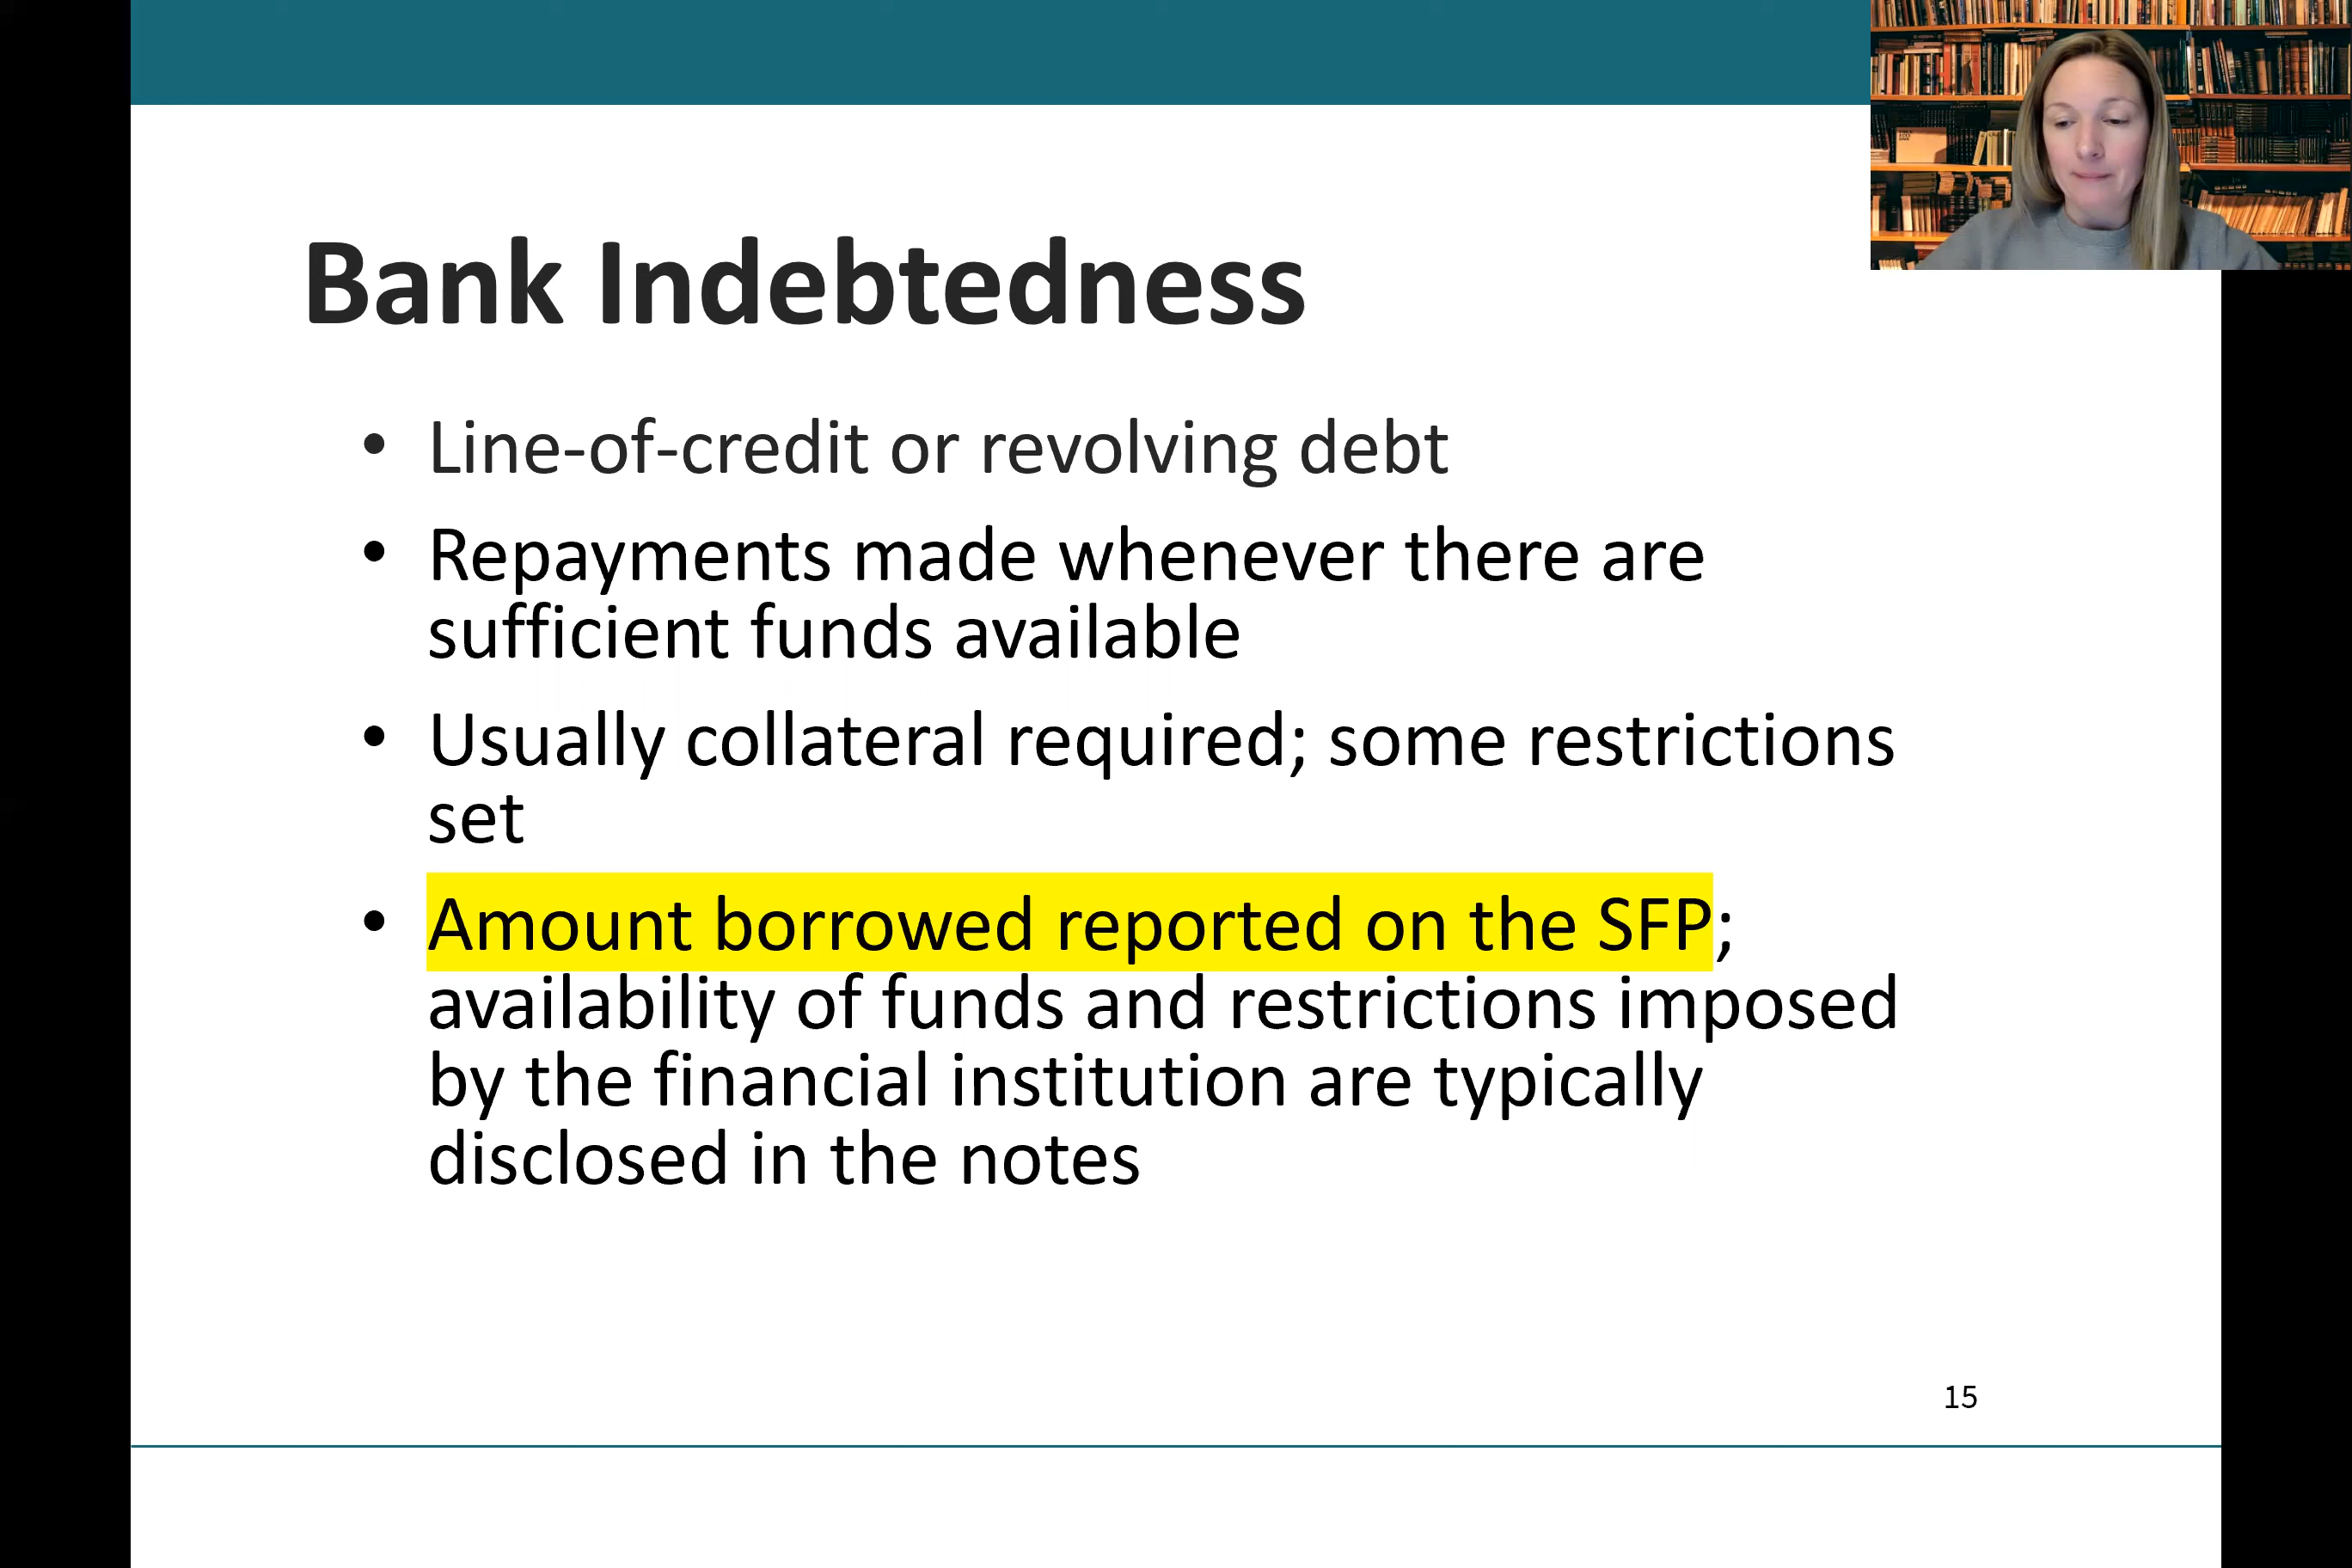 Bank Indebtedness
• Line-of-credit or revolving debt
• Repayments made whenever there are
sufficient funds available
• Usually collateral required; some restrictions
set
• Amount borrowed reported on the SFP;
availability of funds and restrictions imposed
by the financial institution are typically
disclosed in the notes
15